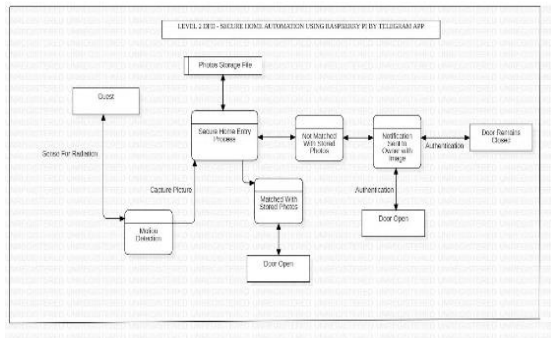 LEVEL 2 DFD - SECURE HOME AUTOMATION USING RASPBERRY PI BY TELEGRAM APP
Photos Storage File
Guest
Secure Home Entry
Process
Not Matched
With Stored
Photos
Notification
Sent to
Owner with
Image
Door Remains
Closed
Authentication
Sense For Radiation
Capture Picture
Matched With
Stored Photos
Authentication
Motion
Detection
Door Open
Door Open